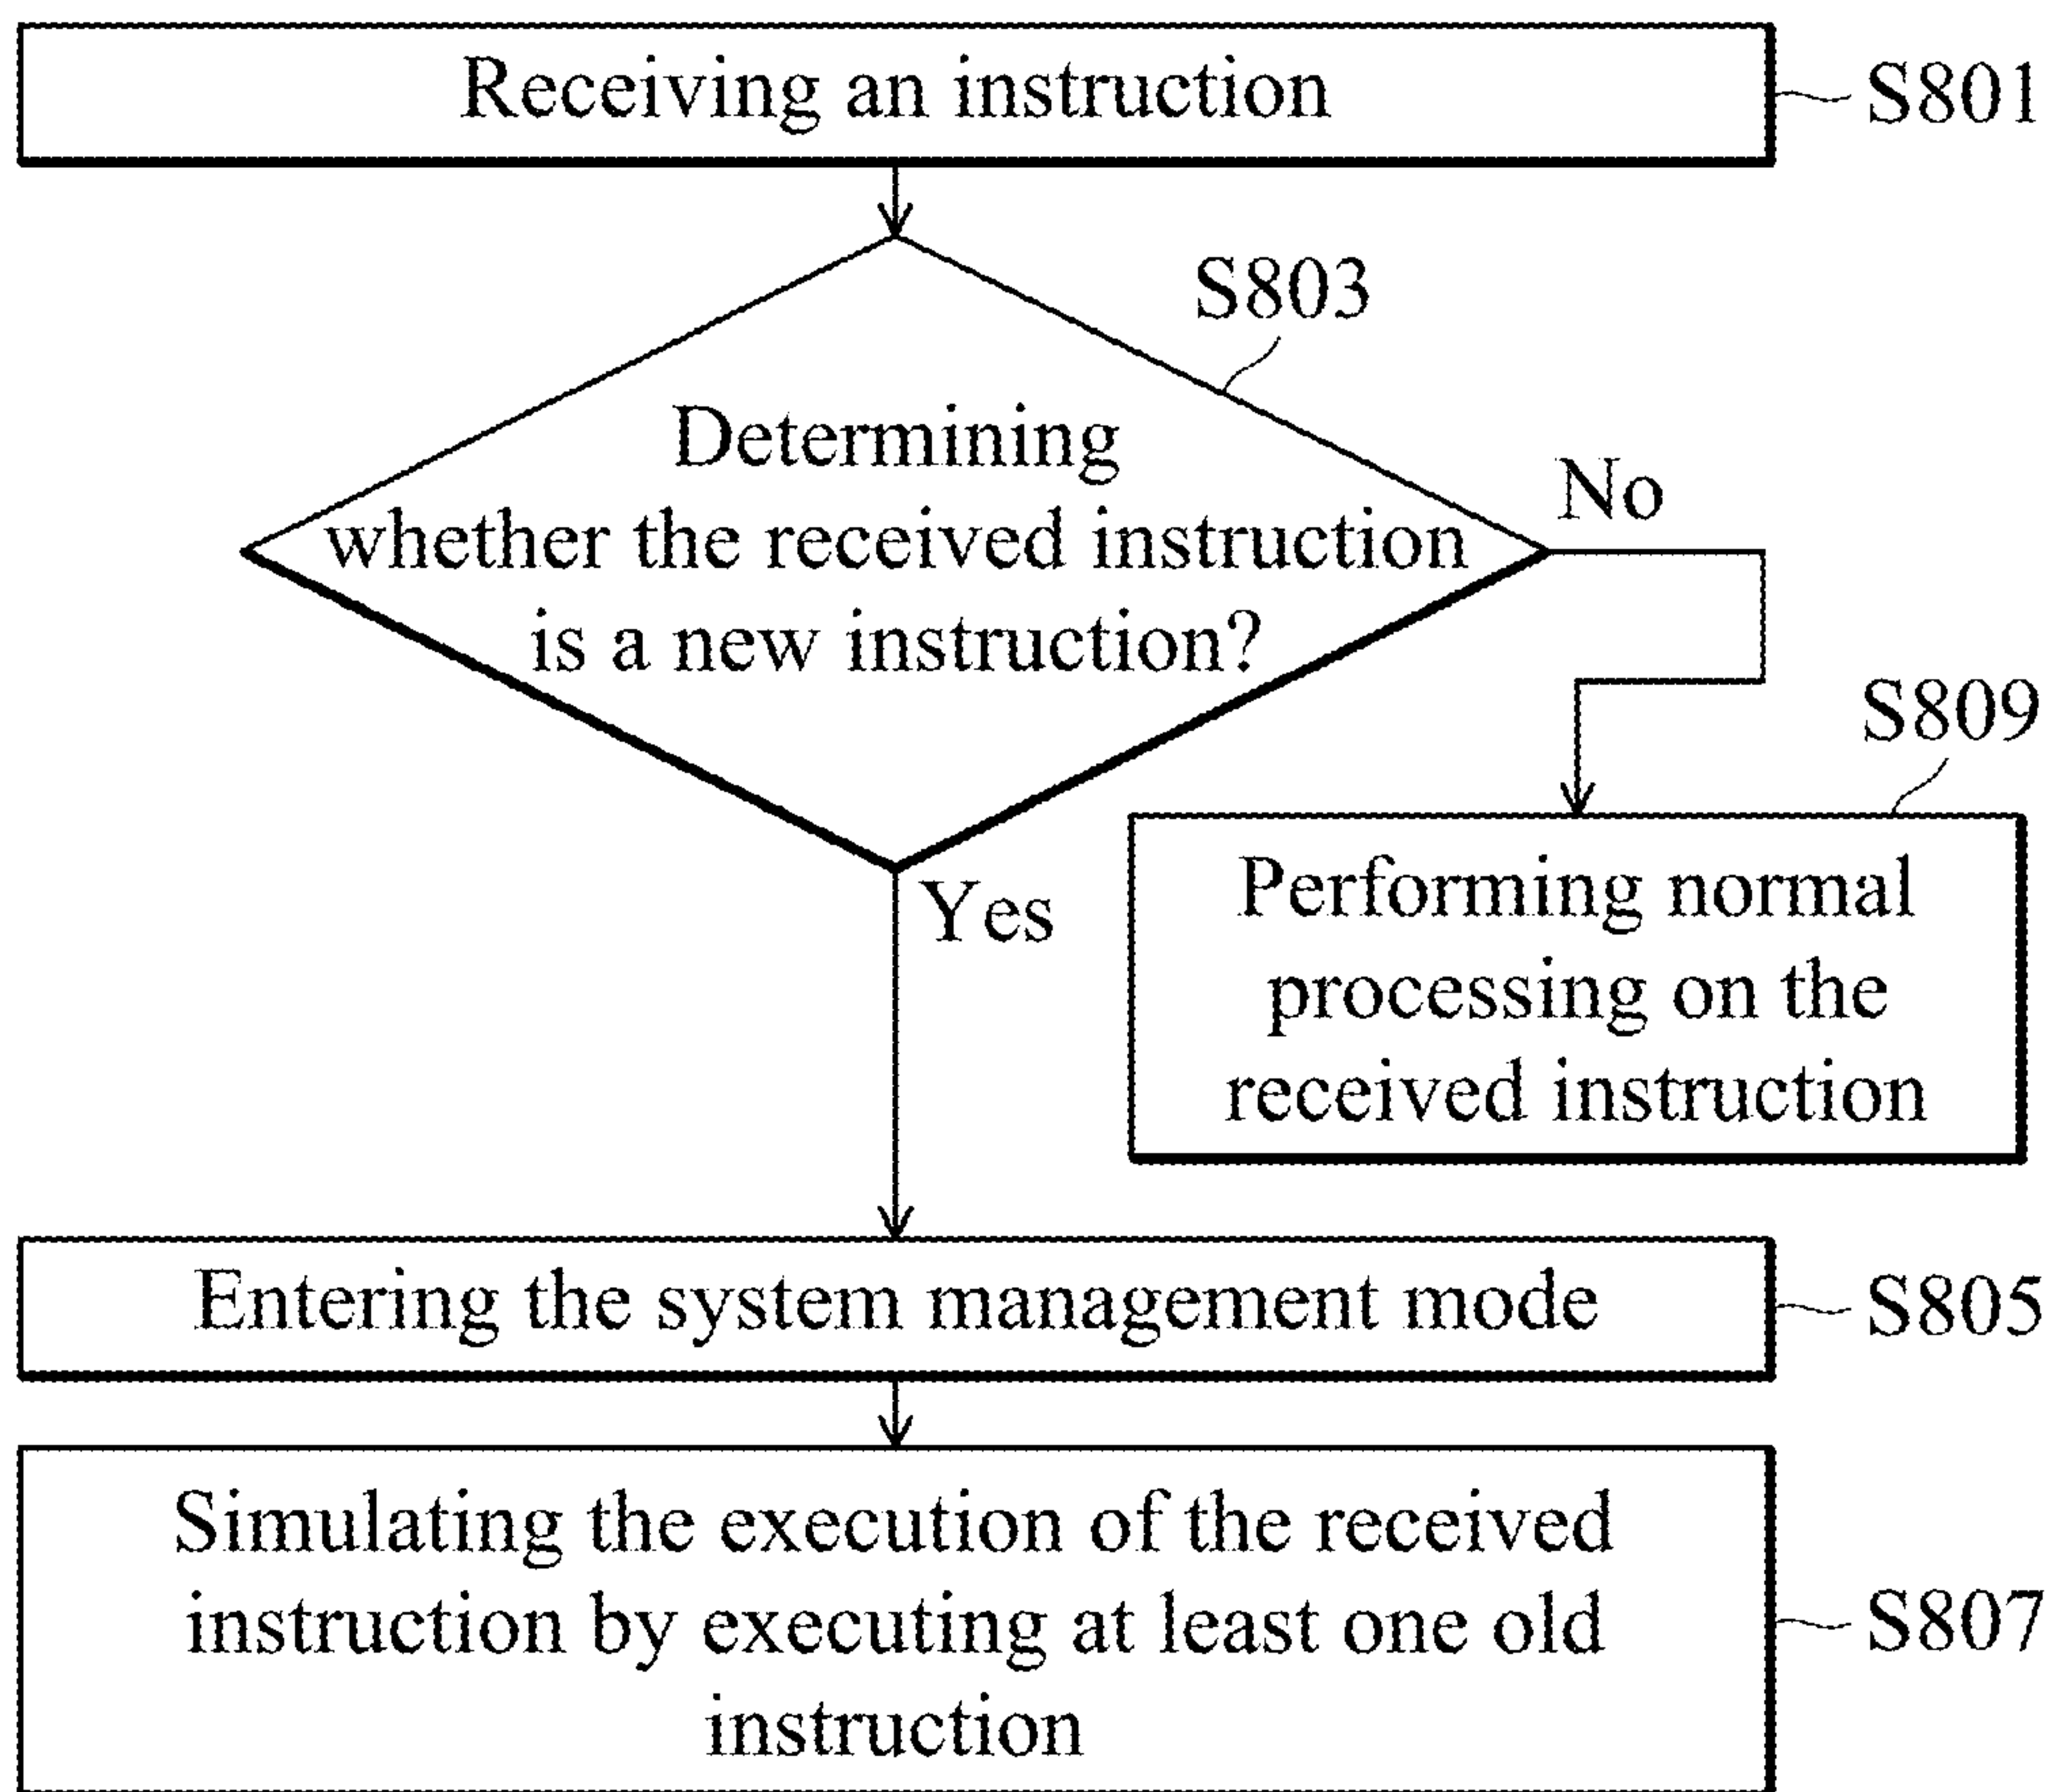 Receiving an instruction
S801
S803
Determining
whether the received instruction
is a new instruction?
No
Yes
S809
Performing normal
processing on the
received instruction
Entering the system management mode
S805
Simulating the execution of the received
instruction by executing at least one old
instruction
S807